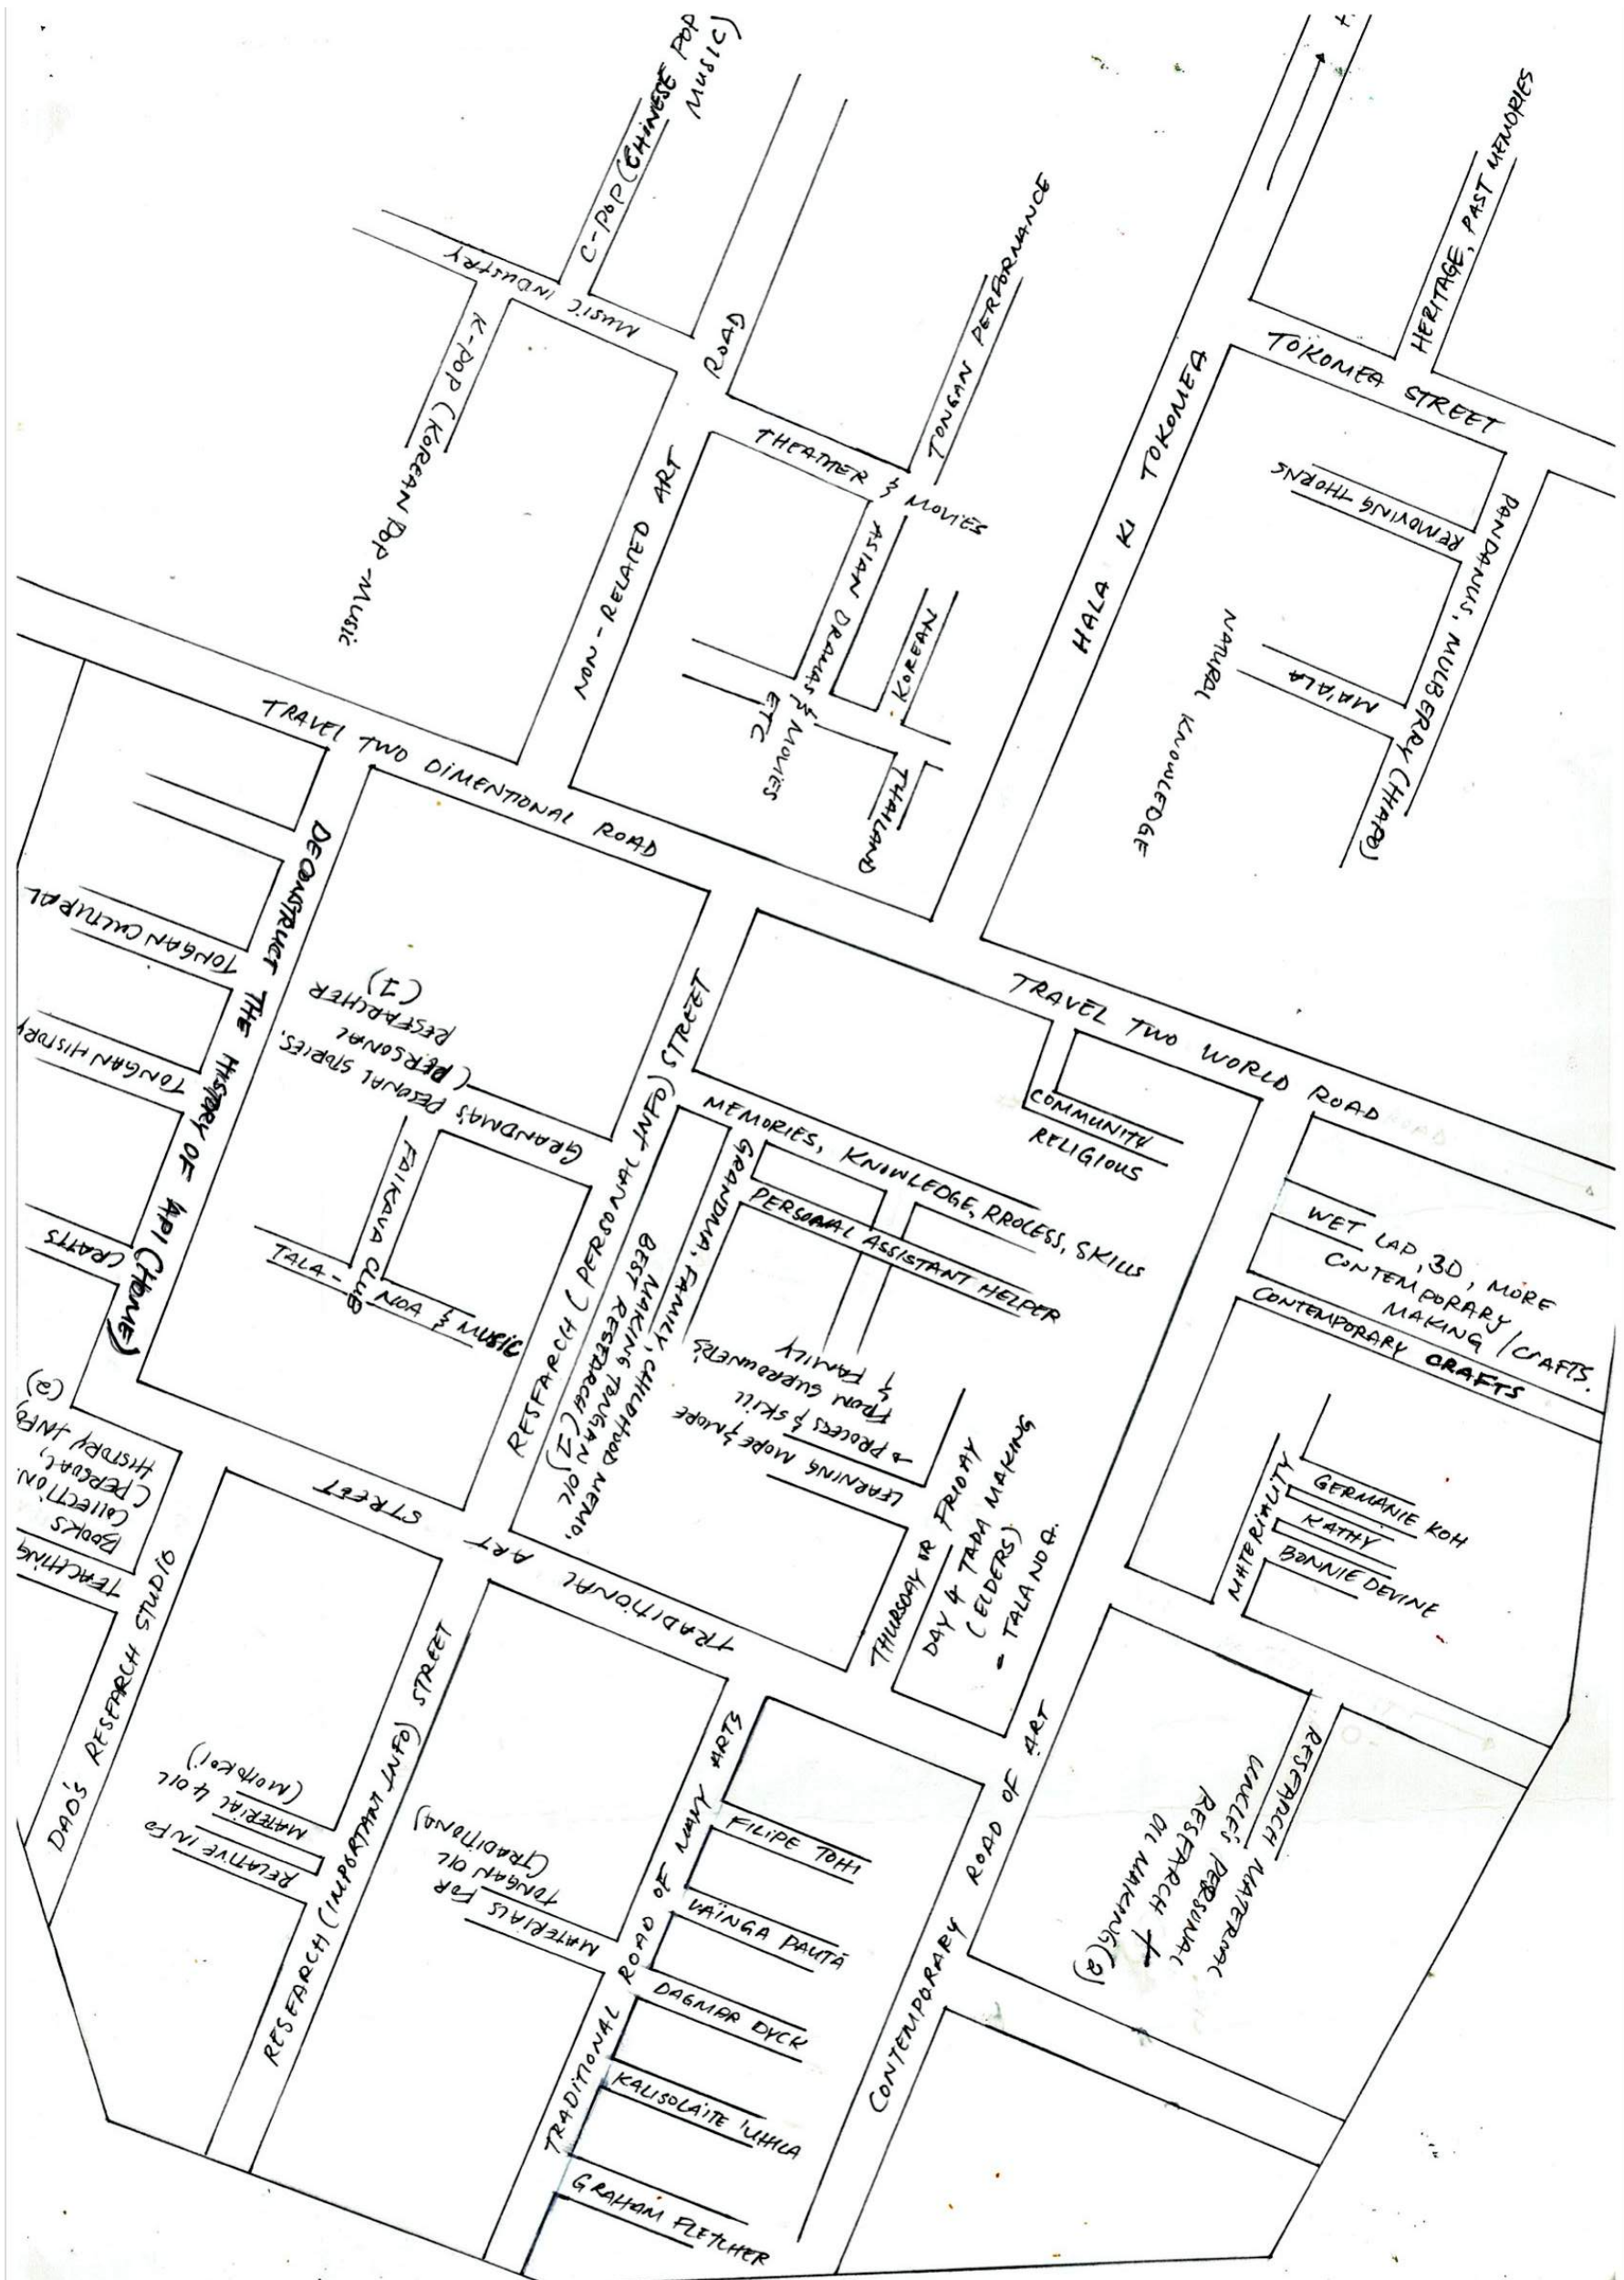 C-POP (CHINESE POP
MUSIC)
MUSIC INDUSTRY
K-POP (KOREAN POP-MUSIC
ROAD
NON-RELATED ART
THEATHER & MOVIES
TONGAN PERFORMANCE
ASIAN DRAMAS & MOVIES
ETC
KOREAN
THAILAND
HALA KI TOKOMEA
TOKOMEA STREET
HERITAGE, PAST MEMORIES
REMOVING THORNS
PANDANUS, MULBERRY (HIAPO)
NATURAL KNOWLEDGE
TRAVEL TWO DIMENTIONAL ROAD
TRAVEL TWO WORLD ROAD
DECONSTRUCT THE HISTORY OF API (HOME)
TONGAN CULTURAL
TONGAN HISTORY
CRAFTS
GRANDMA'S PESONAL STORIES.
(PERSONAL
RESEARCHER
(1)
FAIKAVA CLUB
TALA-NOA & MUSIC
RESEARCH (PERSONAL INFO) STREET
MEMORIES, KNOWLEDGE, PROCESS, SKILLS
GRANDMA, FAMILY, CHILDHOOD MEMO.
BEST MAKING TONGAN OIL
RESEARCH (1)
PERSONAL ASSISTANT HELPER
COMMUNITY
RELIGIOUS
LEARNING MORE & MORE
PROCESS & SKILL
FROM SURROUNERS
& FAMILY
THURSDAY OR FRIDAY
DAY 4 TADA MAKING
(ELDERS)
- TALANOA.
WET LAP, 3D, MORE
CONTEMPORARY
MAKING / CRAFTS.
CONTEMPORARY CRAFTS
MATERIALITY
GERMANIE KOH
KATHY
BONNIE DEVINE
TRADITIONAL ART STREET
BOOKS
COLLECTION.
(PERSOAL,
HISTORY INFO)
(2)
TEACHING
DAD'S RESEARCH STUDIO
RESEARCH (IMPORTANT INFO) STREET
RELATIVE INFO
MATERIAL 4 OIL
(MOHOKOI)
MATERIALS FOR
TONGAN OIL
(TRADITIONAL)
TRADITIONAL ROAD OF MANY ARTS
FILIPE TOHI
VAINGA PAUTA
DAGMAR DYCK
KALISOLAITE 'UHILA
GRAHAM FLETCHER
CONTEMPORARY ROAD OF ART
RESEARCH MATERNAL
UNCLE'S PERSONAL
RESEARCH +
OIL MAKING (2)